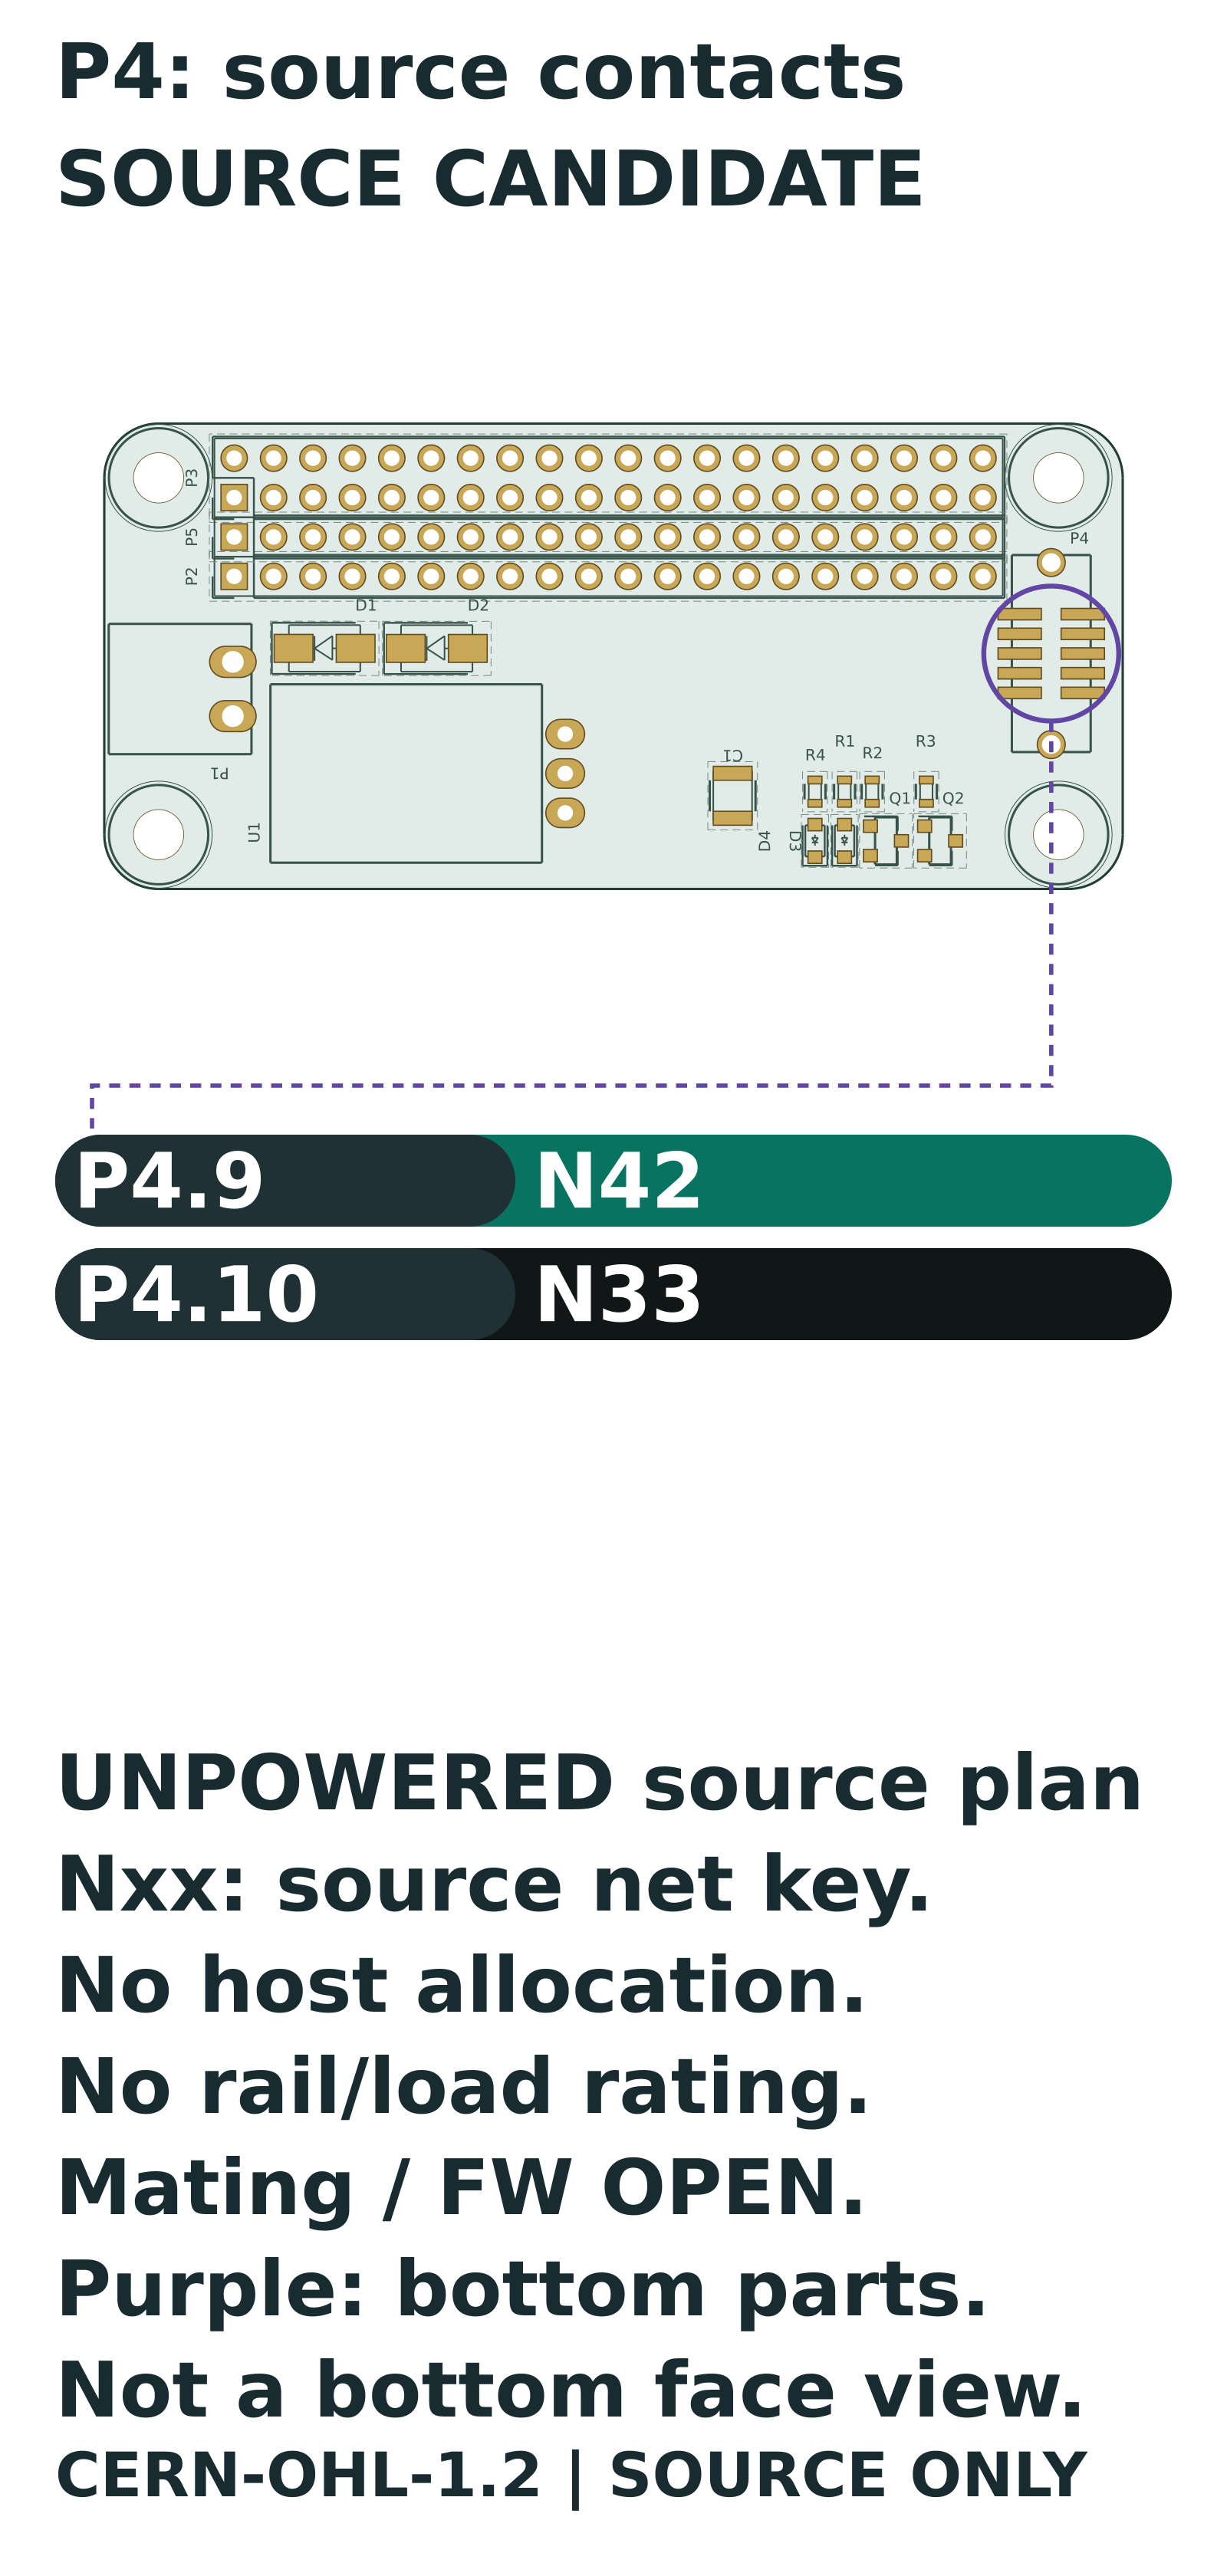 P4: source contacts
SOURCE CANDIDATE
P3
P4
P5
P2
D1 D2
R1 R3
R4 R2
C1
P1
Q1 Q2
U1
D4
D3
P4.9 N42
P4.10 N33
UNPOWERED source plan
Nxx: source net key.
No host allocation.
No rail/load rating.
Mating / FW OPEN.
Purple: bottom parts.
Not a bottom face view.
CERN-OHL-1.2 | SOURCE ONLY